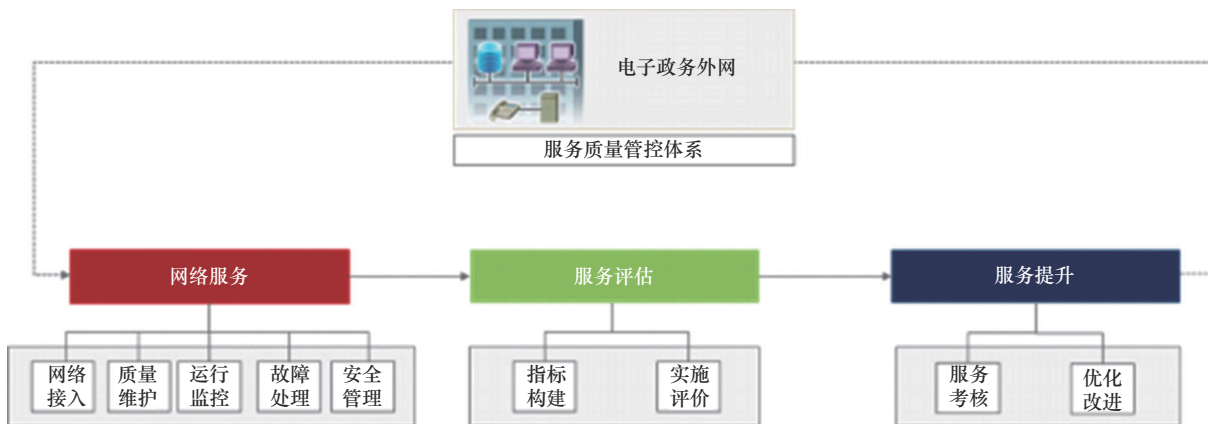 电子政务外网
服务质量管控体系
网络服务
服务评估
服务提升
网络
接入
质量
维护
运行
监控
故障
处理
安全
管理
指标
构建
实施
评价
服务
考核
优化
改进